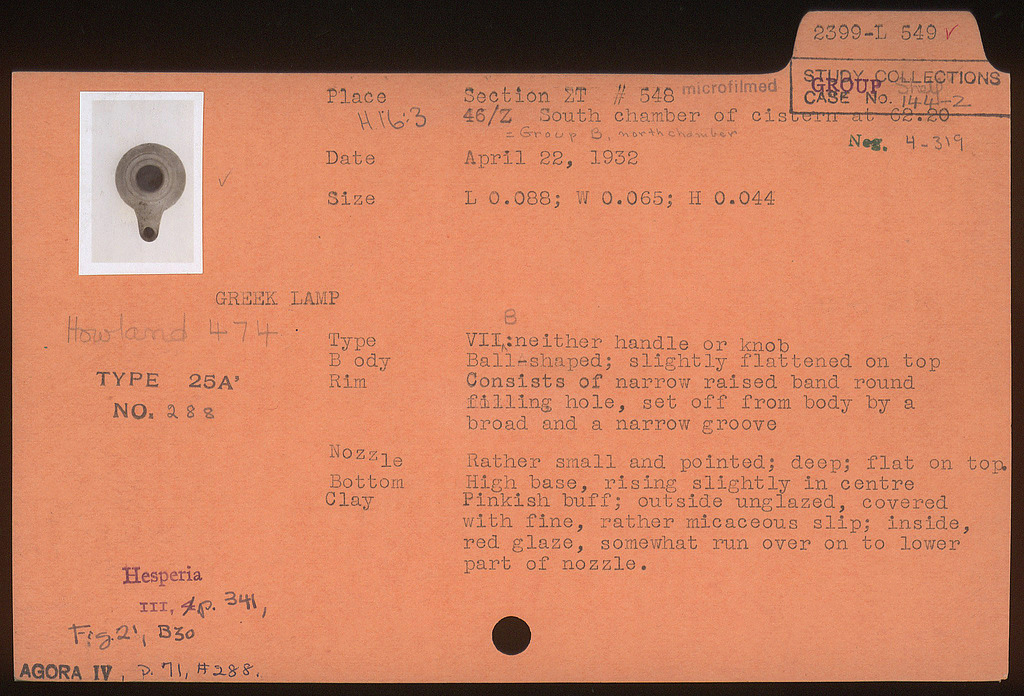 2399-L 549 ✓
STUDY COLLECTIONS
GROUP Shelf
CASE No. 144-2
Place Section ΣΤ # 548 microfilmed
H16:3 46/Z South chamber of cistern at 62.20
= Group B, north chamber
Neg. 4-319
Date April 22, 1932
Size L 0.088; W 0.065; H 0.044
GREEK LAMP
Howland 474
B
Type VII:neither handle or knob
B ody Ball-shaped; slightly flattened on top
TYPE 25A'
Rim Consists of narrow raised band round
filling hole, set off from body by a
NO. 288
broad and a narrow groove
Nozzle Rather small and pointed; deep; flat on top.
Bottom High base, rising slightly in centre
Clay Pinkish buff; outside unglazed, covered
with fine, rather micaceous slip; inside,
red glaze, somewhat run over on to lower
part of nozzle.
Hesperia
III, p. 341,
Fig. 21, B30
AGORA IV, p. 71, #288.